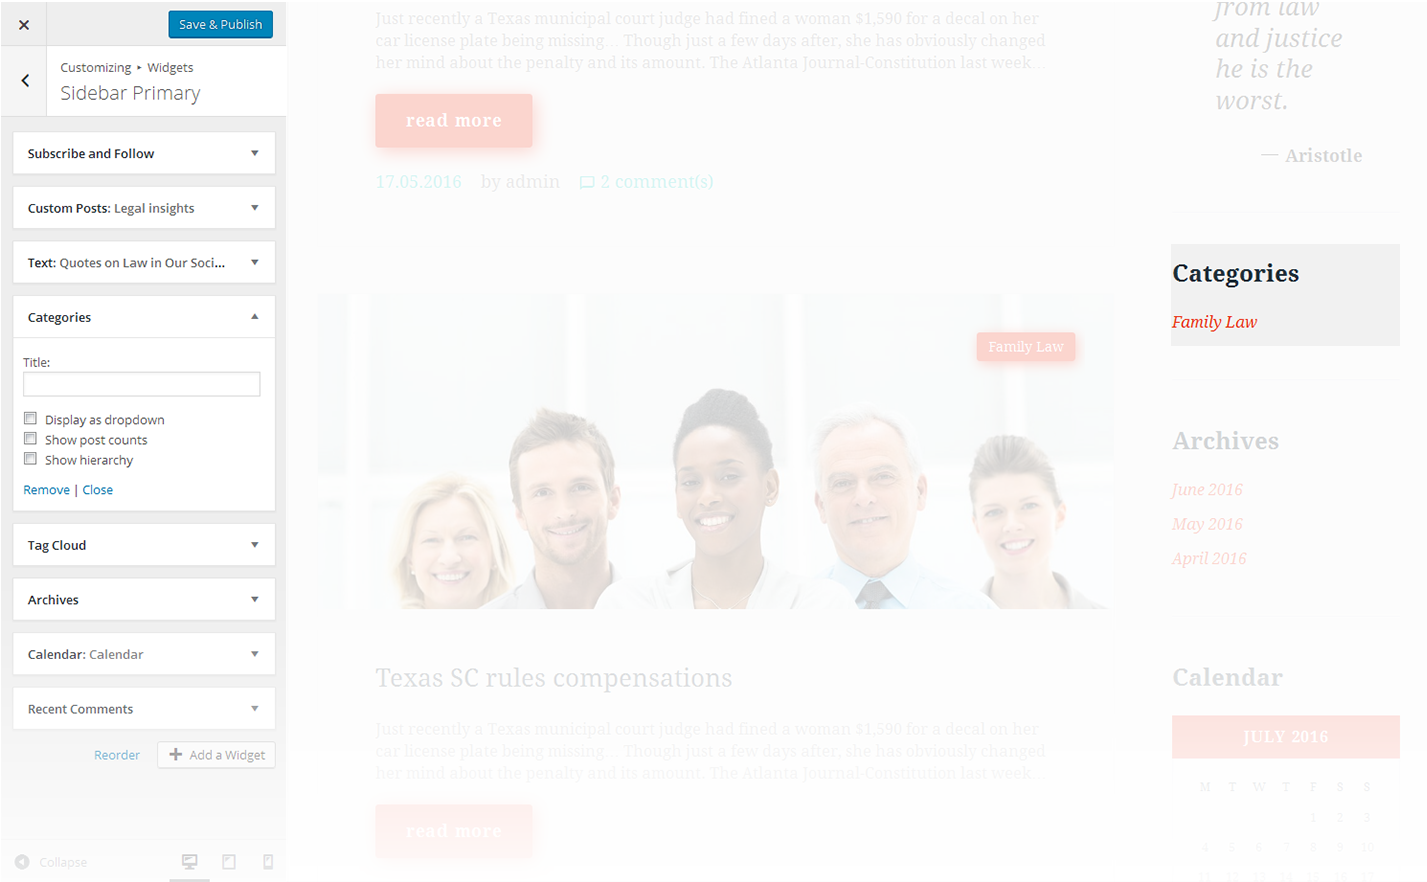 Save & Publish
Customizing ▸ Widgets
Sidebar Primary
Subscribe and Follow
Custom Posts: Legal insights
Text: Quotes on Law in Our Soci...
Categories
Title:
Display as dropdown
Show post counts
Show hierarchy
Remove | Close
Tag Cloud
Archives
Calendar: Calendar
Recent Comments
Reorder
Add a Widget
Collapse
Just recently a Texas municipal court judge had fined a woman $1,590 for a decal on her
car license plate being missing… Though just a few days after, she has obviously changed
her mind about the penalty and its amount. The Atlanta Journal-Constitution last week…
read more
17.05.2016 by admin 2 comment(s)
Family Law
Texas SC rules compensations
Just recently a Texas municipal court judge had fined a woman $1,590 for a decal on her
car license plate being missing… Though just a few days after, she has obviously changed
her mind about the penalty and its amount. The Atlanta Journal-Constitution last week…
read more
from law
and justice
he is the
worst.
— Aristotle
Categories
Family Law
Archives
June 2016
May 2016
April 2016
Calendar
JULY 2016
M T W T F S S
1 2 3
4 5 6 7 8 9 10
11 12 13 14 15 16 17